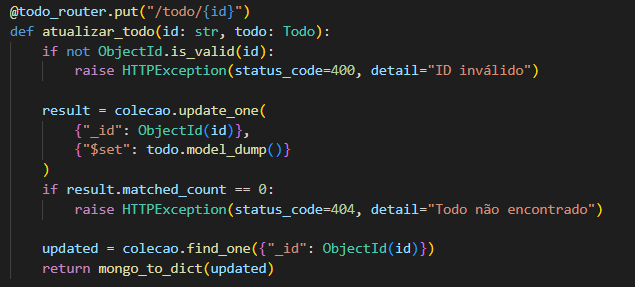 @todo_router.put("/todo/{id}")
def atualizar_todo(id: str, todo: Todo):
    if not ObjectId.is_valid(id):
        raise HTTPException(status_code=400, detail="ID inválido")

    result = colecao.update_one(
        {"_id": ObjectId(id)},
        {"$set": todo.model_dump()}
    )
    if result.matched_count == 0:
        raise HTTPException(status_code=404, detail="Todo não encontrado")

    updated = colecao.find_one({"_id": ObjectId(id)})
    return mongo_to_dict(updated)